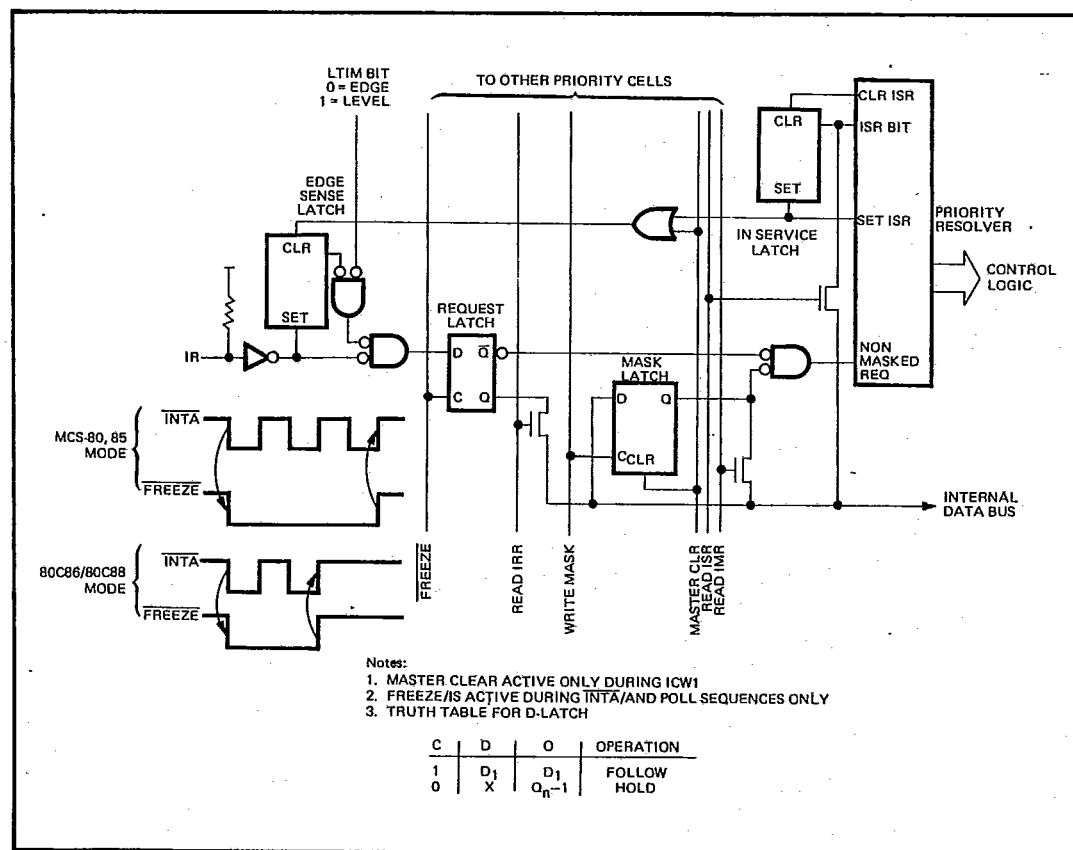 LTIM BIT
0 = EDGE
1 = LEVEL
TO OTHER PRIORITY CELLS
CLR ISR
CLR
ISR BIT
SET
SET ISR
PRIORITY
RESOLVER
IN SERVICE
LATCH
CONTROL
LOGIC
EDGE
SENSE
LATCH
CLR
SET
IR
REQUEST
LATCH
D
Q
C
Q
MASK
LATCH
D
Q
C
CLR
NON
MASKED
REQ
INTERNAL
DATA BUS
MCS-80, 85
MODE
INTA
FREEZE
80C86/80C88
MODE
INTA
FREEZE
FREEZE
READ IRR
WRITE MASK
MASTER CLR
READ ISR
READ IMR
Notes:
1. MASTER CLEAR ACTIVE ONLY DURING ICW1
2. FREEZE/IS ACTIVE DURING INTA/AND POLL SEQUENCES ONLY
3. TRUTH TABLE FOR D-LATCH
C D O OPERATION
1 D1 D1 FOLLOW
0 X Qn-1 HOLD